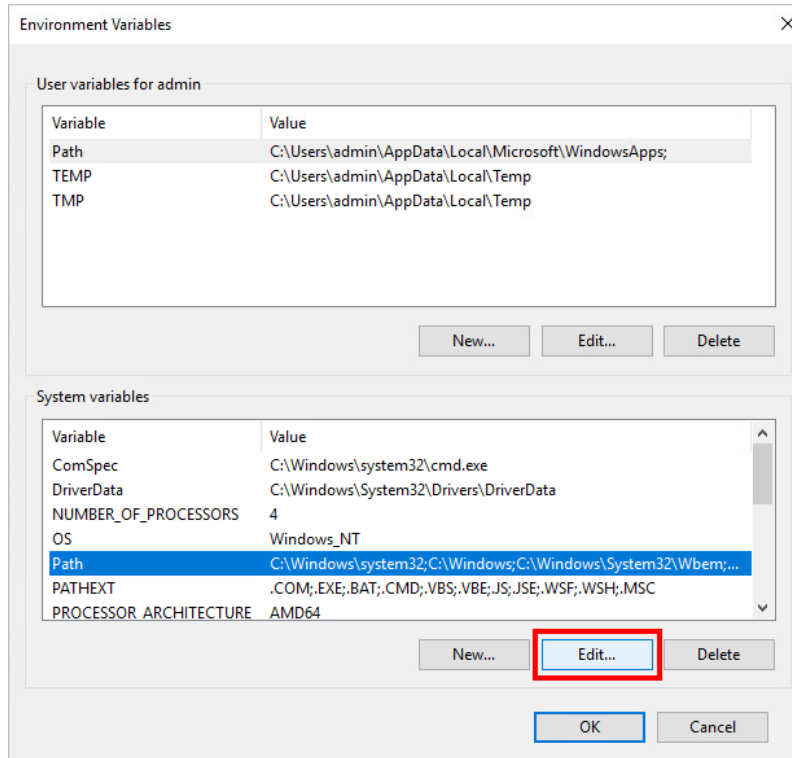 Environment Variables
User variables for admin
Variable Value
Path C:\Users\admin\AppData\Local\Microsoft\WindowsApps;
TEMP C:\Users\admin\AppData\Local\Temp
TMP C:\Users\admin\AppData\Local\Temp
New... Edit... Delete
System variables
Variable Value
ComSpec C:\Windows\system32\cmd.exe
DriverData C:\Windows\System32\Drivers\DriverData
NUMBER_OF_PROCESSORS 4
OS Windows_NT
Path C:\Windows\system32;C:\Windows;C:\Windows\System32\Wbem;...
PATHEXT .COM;.EXE;.BAT;.CMD;.VBS;.VBE;.JS;.JSE;.WSF;.WSH;.MSC
PROCESSOR_ARCHITECTURE AMD64
New... Edit... Delete
OK Cancel